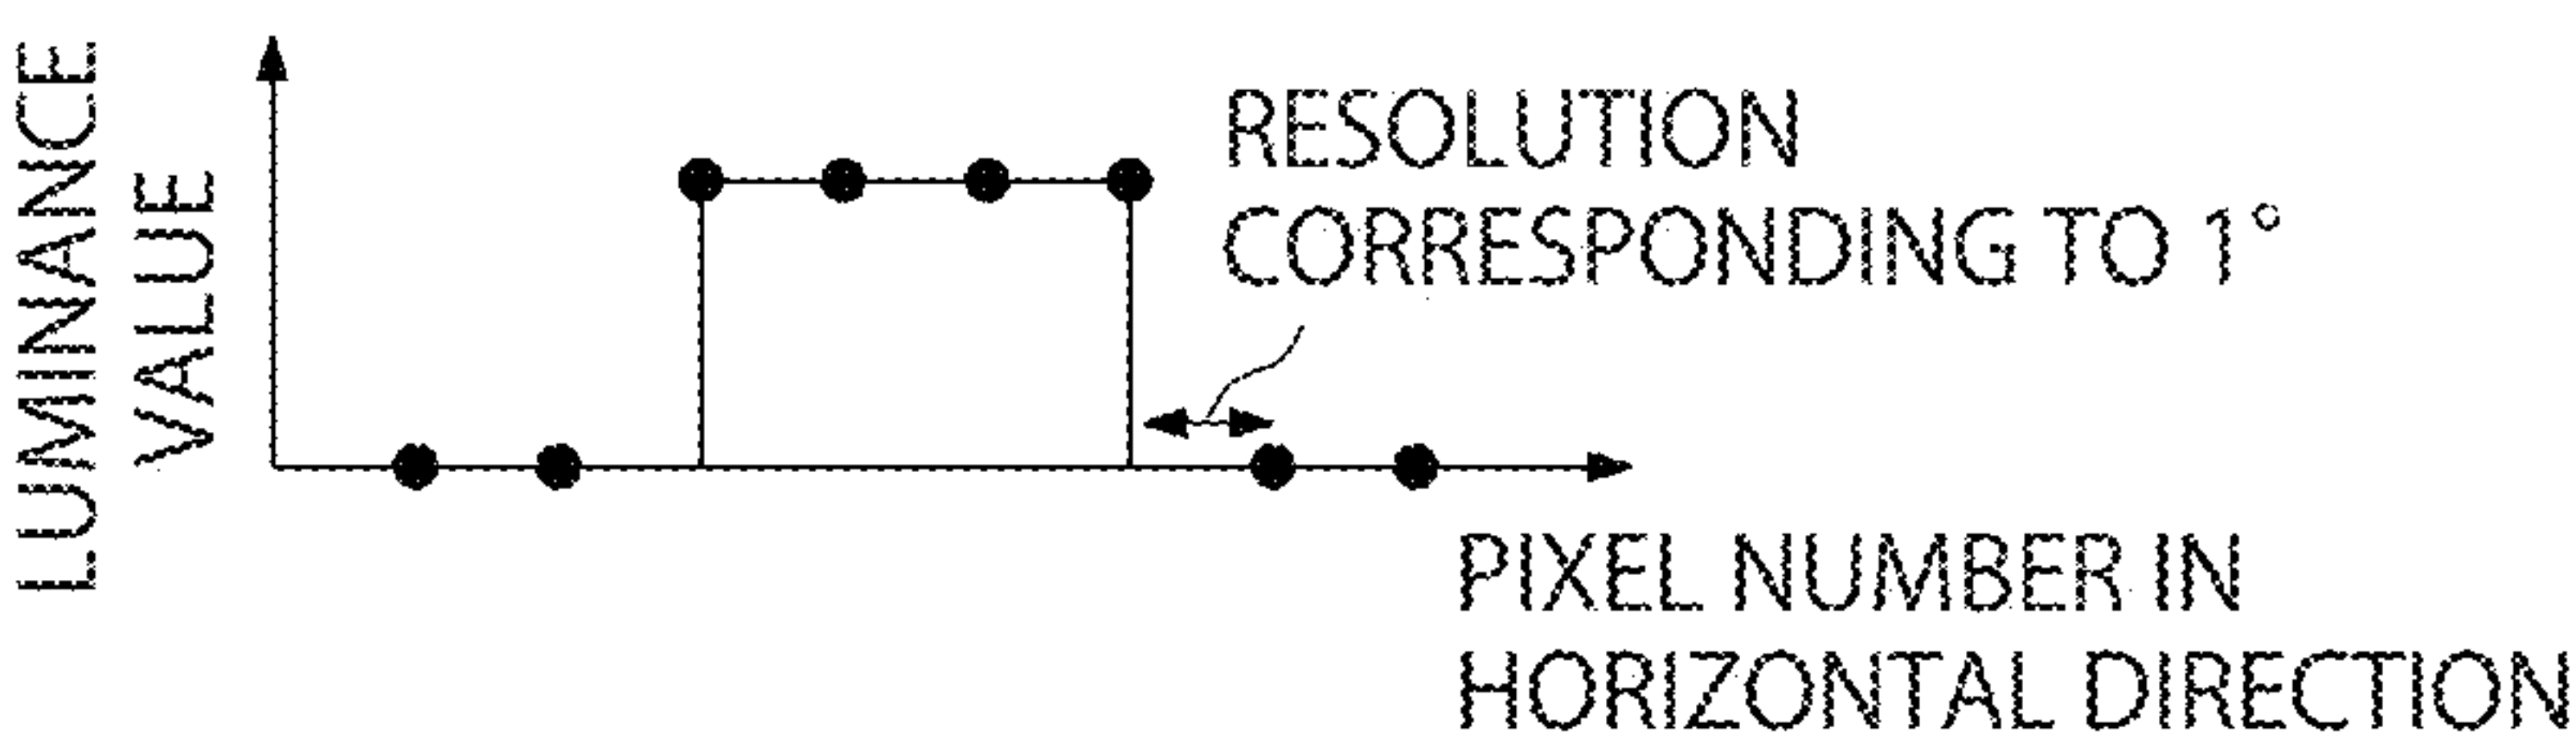 LUMINANCE
VALUE
RESOLUTION
CORRESPONDING TO 1°
PIXEL NUMBER IN
HORIZONTAL DIRECTION